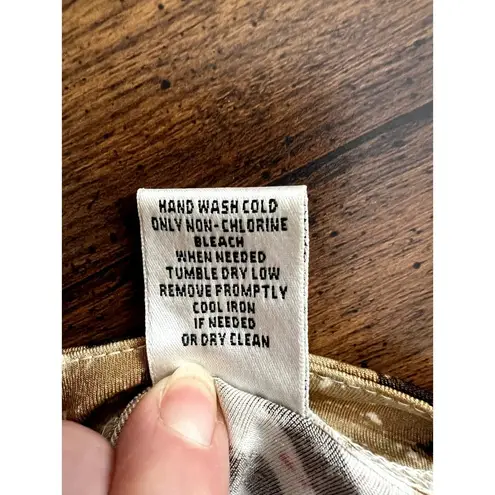 HAND WASH COLD
ONLY NON-CHLORINE
BLEACH
WHEN NEEDED
TUMBLE DRY LOW
REMOVE PROMPTLY
COOL IRON
IF NEEDED
OR DRY CLEAN